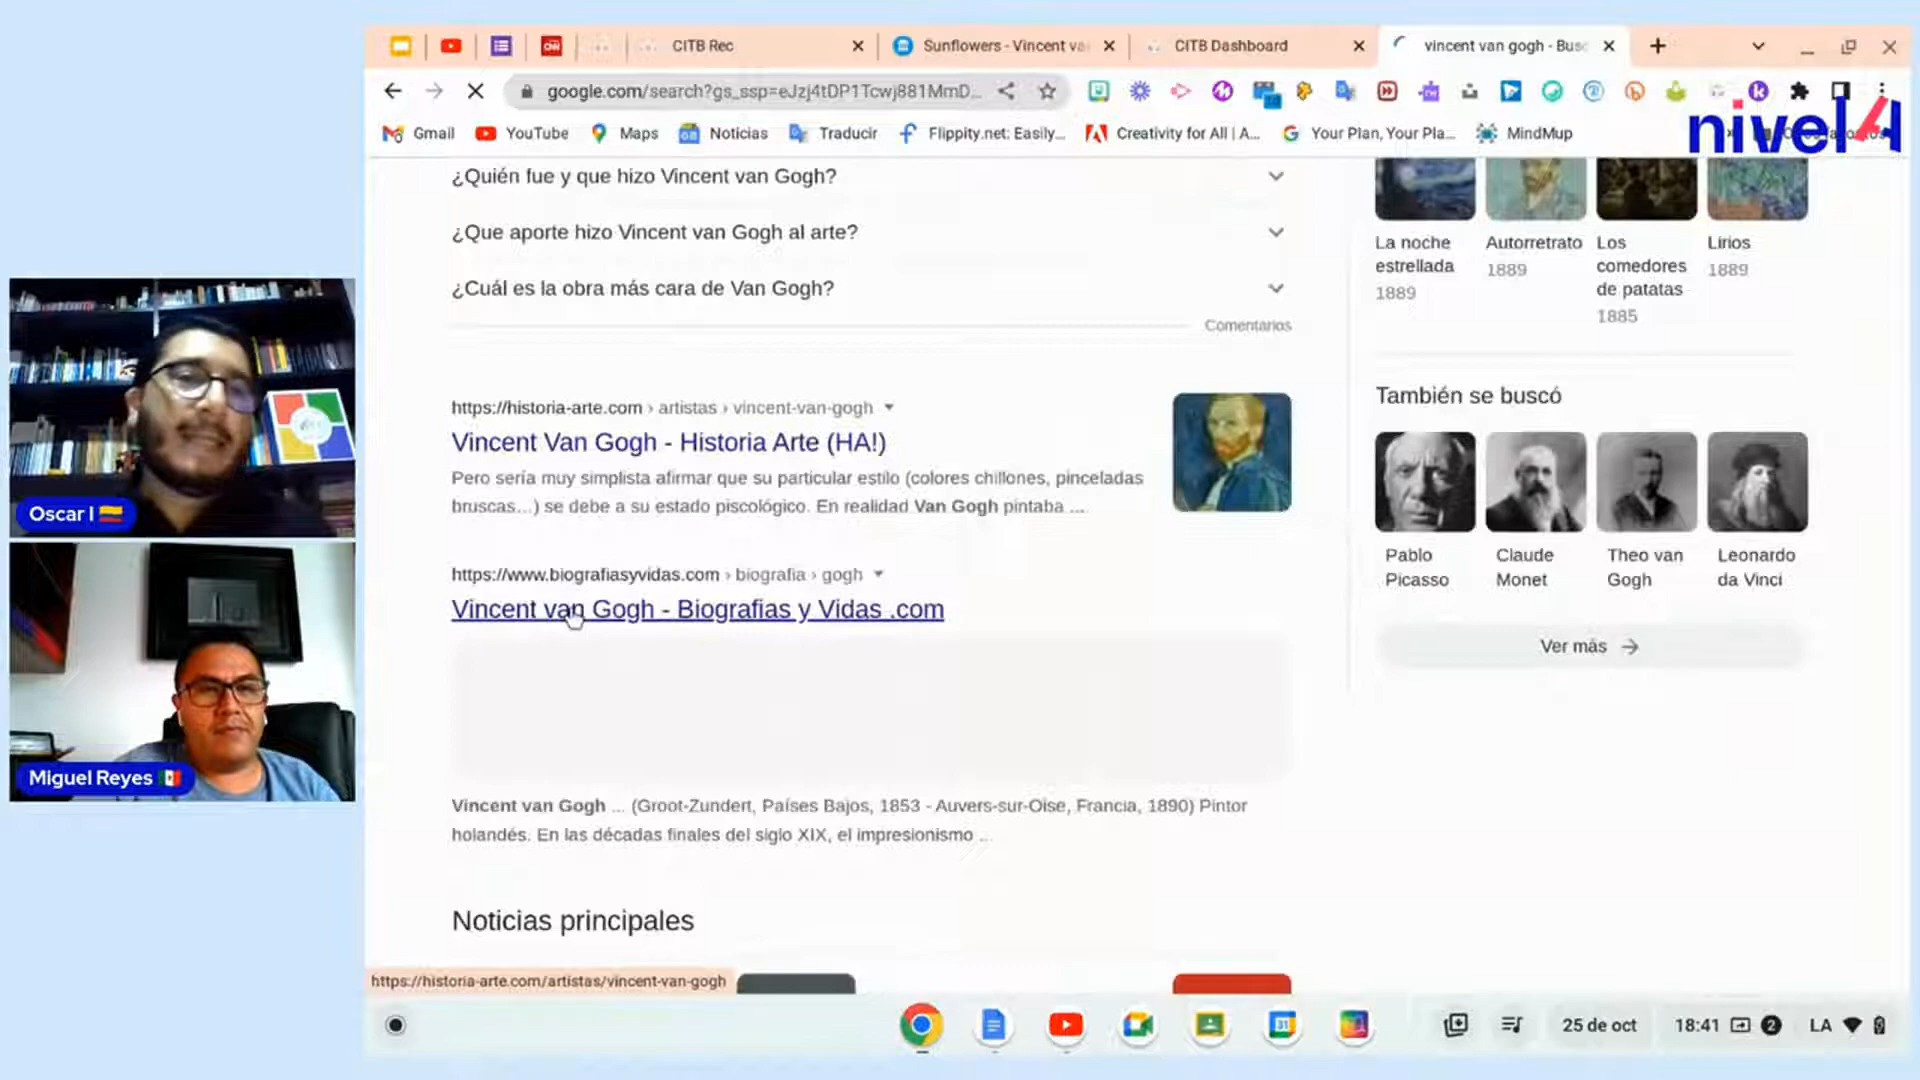 CITB Rec
Sunflowers - Vincent va
CITB Dashboard
vincent van gogh - Bus
google.com/search?gs_ssp=eJzj4tDP1Tcwj881MmD...
Gmail
YouTube
Maps
Noticias
Traducir
Flippity.net: Easily...
Creativity for All | A...
Your Plan, Your Pla...
MindMup
nivel4
¿Quién fue y que hizo Vincent van Gogh?
¿Que aporte hizo Vincent van Gogh al arte?
¿Cuál es la obra más cara de Van Gogh?
Comentarios
https://historia-arte.com › artistas › vincent-van-gogh
Vincent Van Gogh - Historia Arte (HA!)
Pero sería muy simplista afirmar que su particular estilo (colores chillones, pinceladas
bruscas...) se debe a su estado piscológico. En realidad Van Gogh pintaba ...
https://www.biografiasyvidas.com › biografia › gogh
Vincent van Gogh - Biografias y Vidas .com
Vincent van Gogh ... (Groot-Zundert, Países Bajos, 1853 - Auvers-sur-Oise, Francia, 1890) Pintor
holandés. En las décadas finales del siglo XIX, el impresionismo ...
Noticias principales
https://historia-arte.com/artistas/vincent-van-gogh
La noche
estrellada
1889
Autorretrato
1889
Los
comedores
de patatas
1885
Lirios
1889
También se buscó
Pablo
Picasso
Claude
Monet
Theo van
Gogh
Leonardo
da Vinci
Ver más
Oscar I
Miguel Reyes
25 de oct
18:41
2
LA